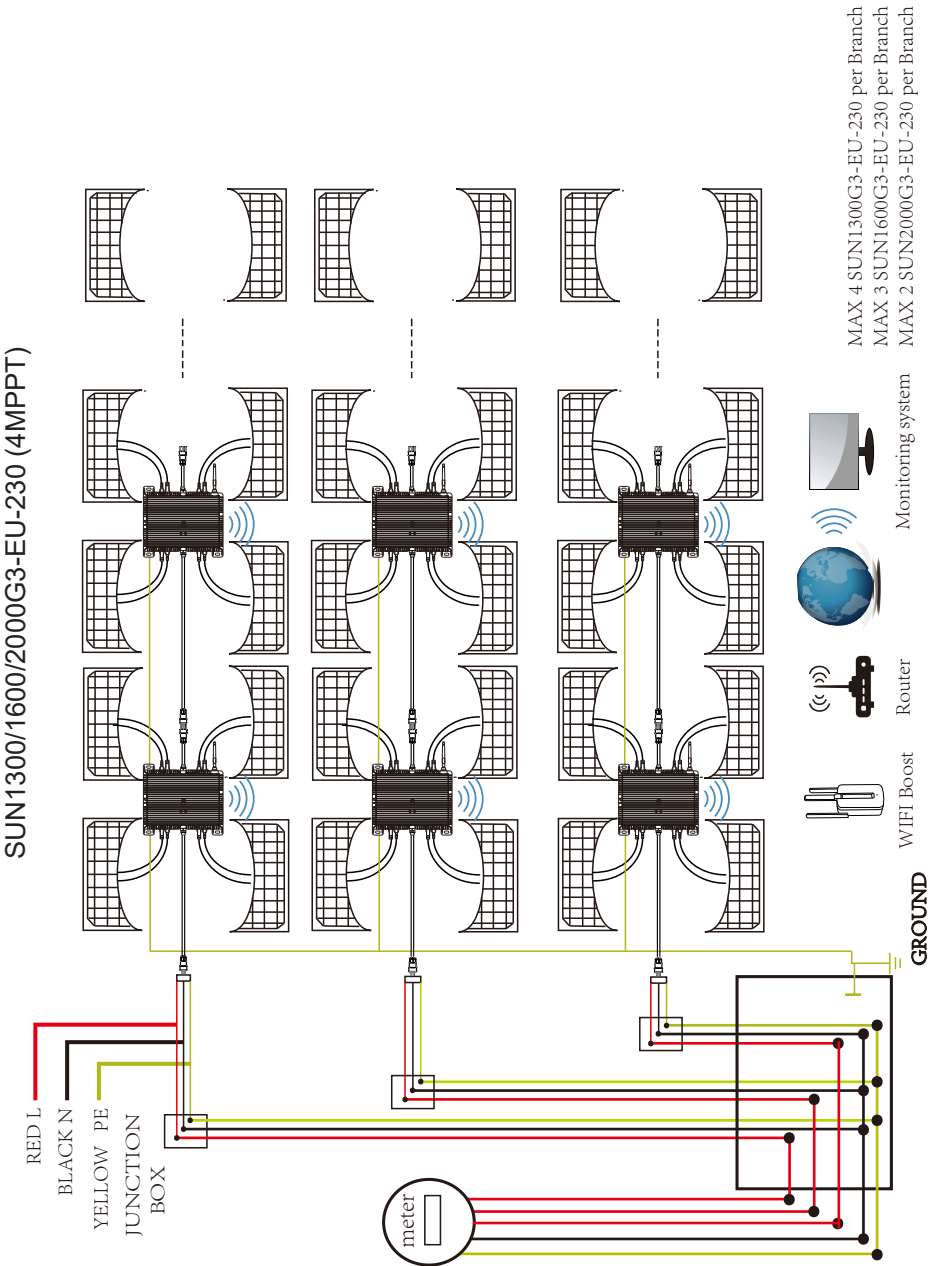 SUN1300/1600/2000G3-EU-230 (4MPPT)
RED L
BLACK N
YELLOW PE
JUNCTION
BOX
meter
GROUND
WIFI Boost
Router
Monitoring system
MAX 4 SUN1300G3-EU-230 per Branch
MAX 3 SUN1600G3-EU-230 per Branch
MAX 2 SUN2000G3-EU-230 per Branch